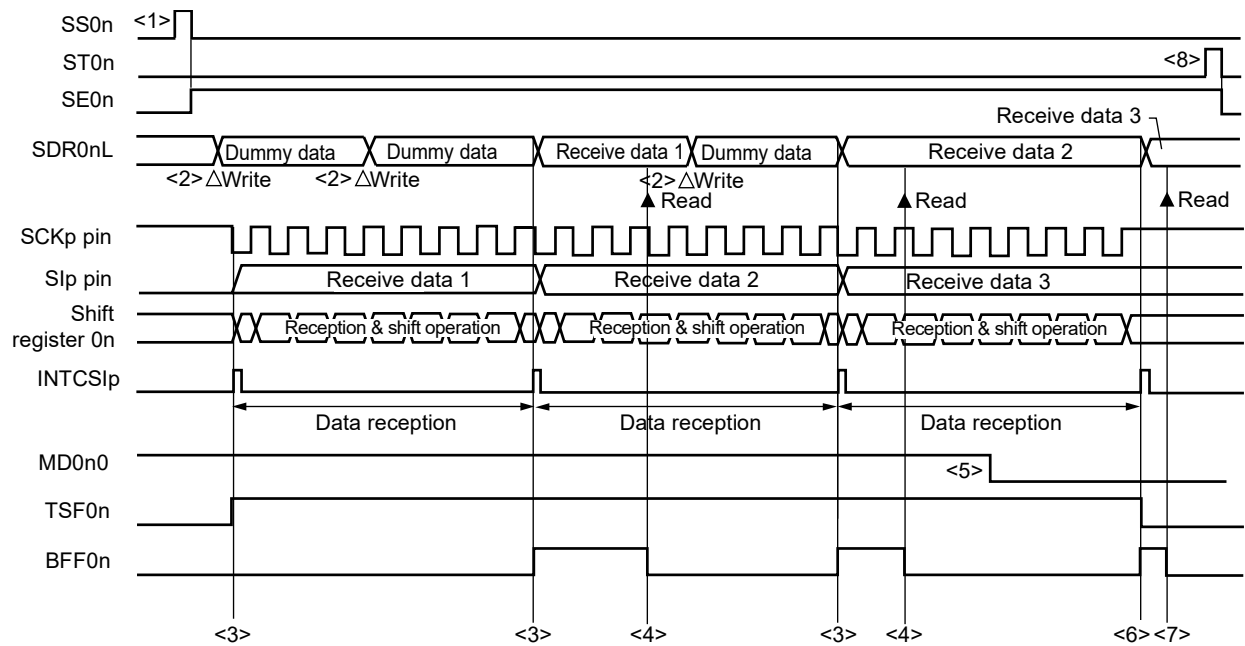 SS0n <1>
ST0n <8>
SE0n
Receive data 3
SDR0nL Dummy data Dummy data Receive data 1 Dummy data Receive data 2
<2> △Write <2> △Write <2> △Write
▲ Read ▲ Read ▲ Read
SCKp pin
SIp pin Receive data 1 Receive data 2 Receive data 3
Shift
register 0n Reception & shift operation Reception & shift operation Reception & shift operation
INTCSIp
Data reception Data reception Data reception
MD0n0 <5>
TSF0n
BFF0n
<3> <3> <4> <3> <4> <6> <7>